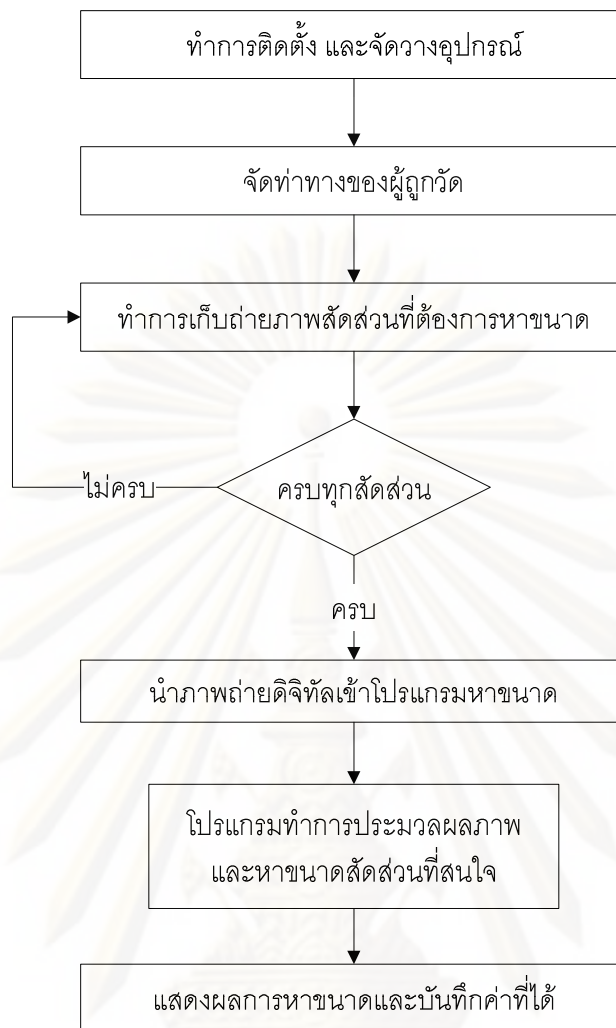 ทำการติดตั้ง และจัดวางอุปกรณ์
จัดท่าทางของผู้ถูกวัด
ทำการเก็บถ่ายภาพสัดส่วนที่ต้องการหาขนาด
ไม่ครบ
ครบทุกสัดส่วน
ครบ
นำภาพถ่ายดิจิทัลเข้าโปรแกรมหาขนาด
โปรแกรมทำการประมวลผลภาพ
และหาขนาดสัดส่วนที่สนใจ
แสดงผลการหาขนาดและบันทึกค่าที่ได้